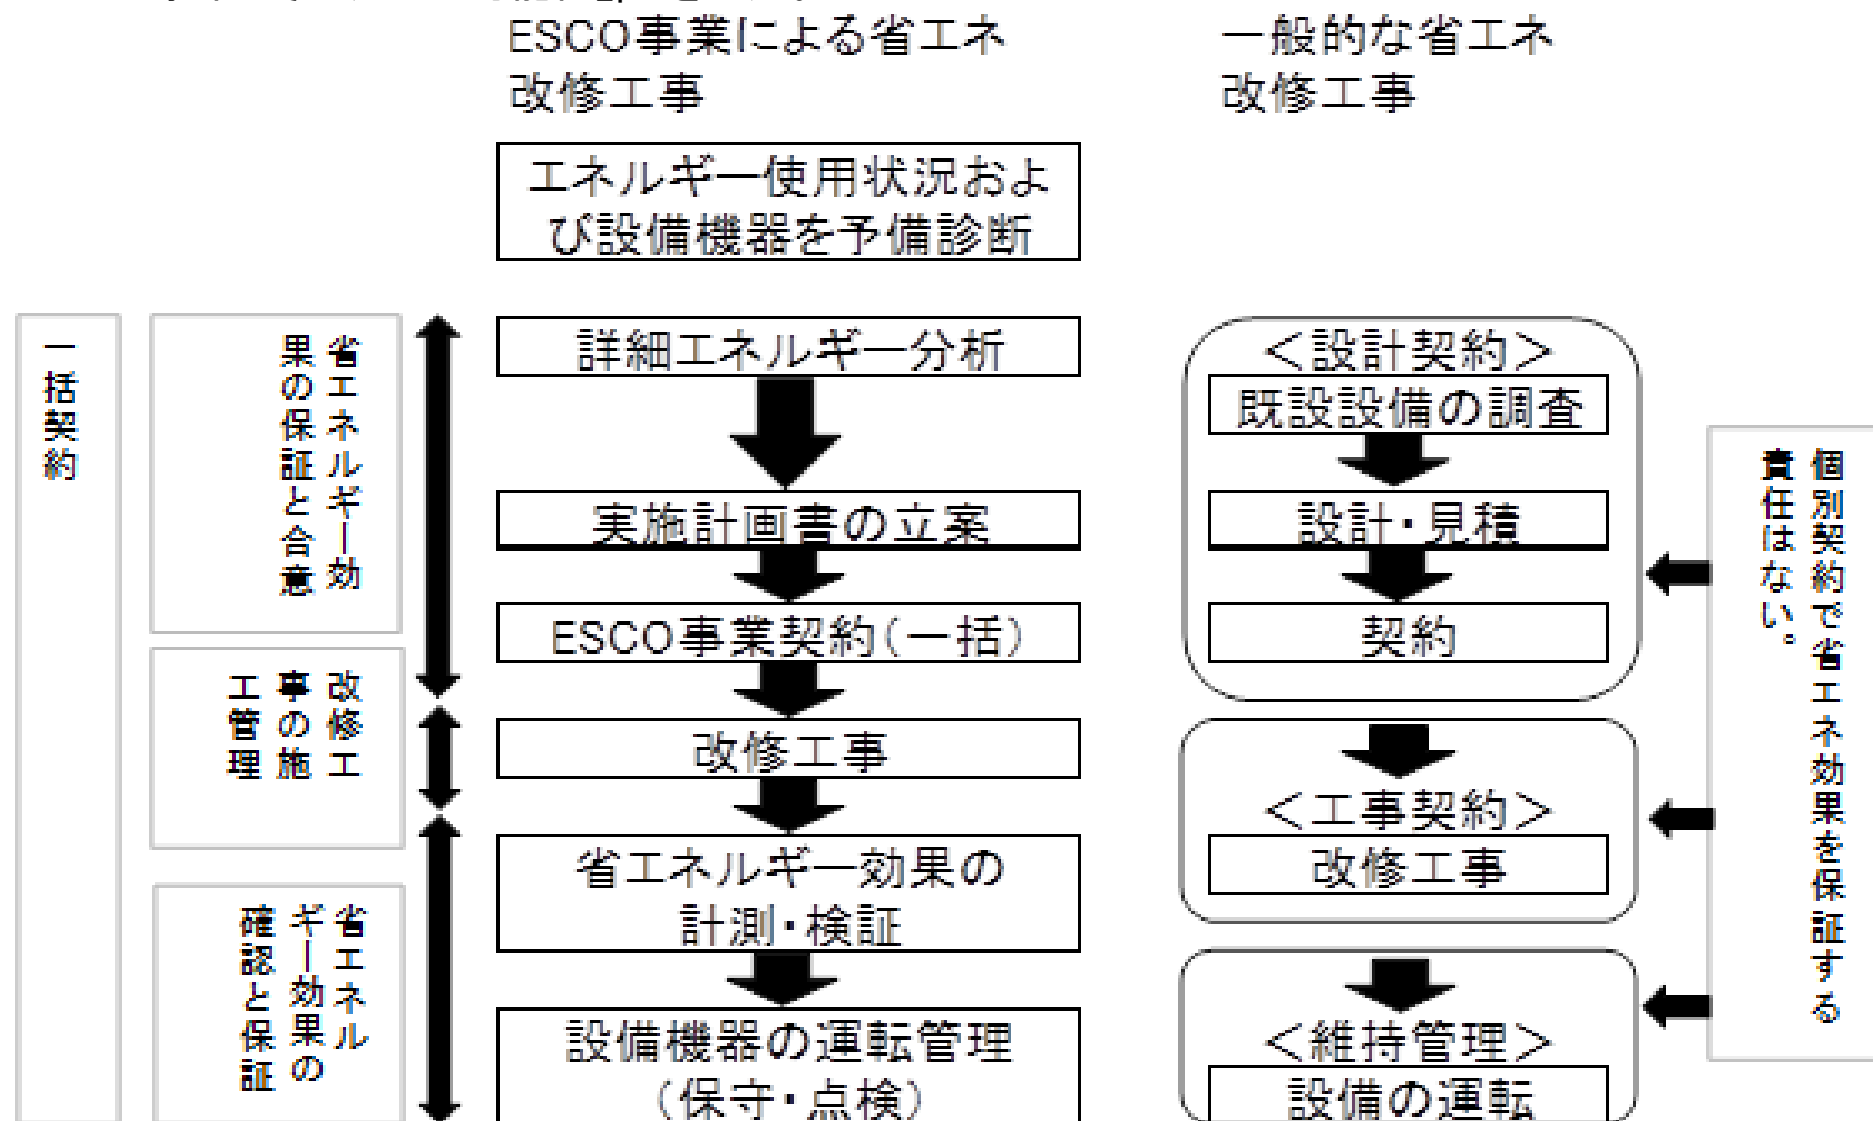 ESCO事業による省エネ
改修工事
一般的な省エネ
改修工事
エネルギー使用状況およ
び設備機器を予備診断
一括契約
省エネルギー効
果の保証と合意
改修工
事の施
工管理
省エネル
ギー効果の
確認と保証
詳細エネルギー分析
実施計画書の立案
ESCO事業契約(一括)
改修工事
省エネルギー効果の
計測・検証
設備機器の運転管理
(保守・点検)
<設計契約>
既設設備の調査
設計・見積
契約
<工事契約>
改修工事
<維持管理>
設備の運転
個別契約で省エネ効果を保証する
責任はない。